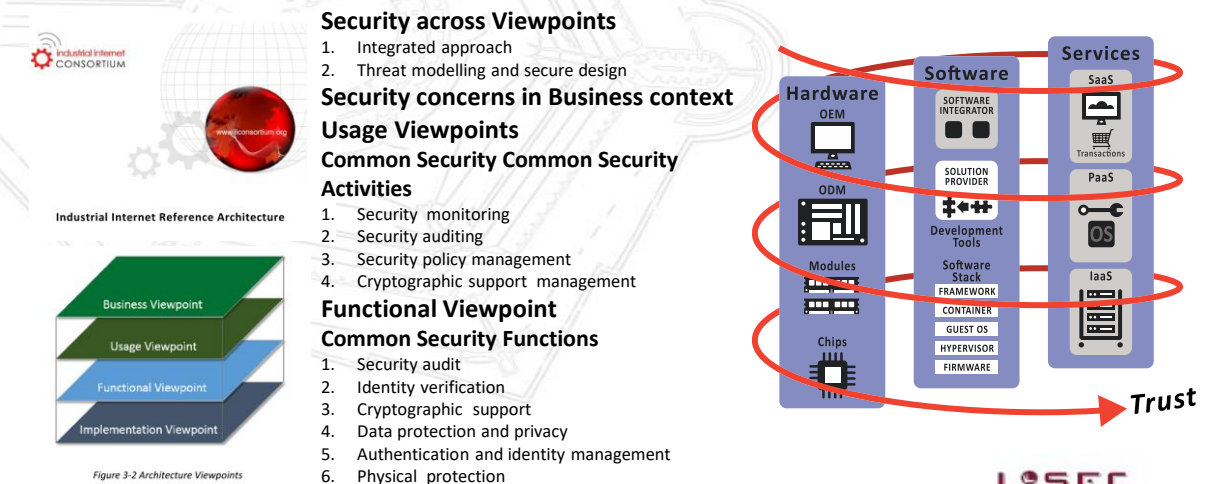 industrial internet
CONSORTIUM
www.iiconsortium.org
Industrial Internet Reference Architecture
Business Viewpoint
Usage Viewpoint
Functional Viewpoint
Implementation Viewpoint
Figure 3-2 Architecture Viewpoints
Security across Viewpoints
1. Integrated approach
2. Threat modelling and secure design
Security concerns in Business context
Usage Viewpoints
Common Security Common Security
Activities
1. Security monitoring
2. Security auditing
3. Security policy management
4. Cryptographic support management
Functional Viewpoint
Common Security Functions
1. Security audit
2. Identity verification
3. Cryptographic support
4. Data protection and privacy
5. Authentication and identity management
6. Physical protection
Hardware
OEM
ODM
Modules
Chips
Software
SOFTWARE
INTEGRATOR
SOLUTION
PROVIDER
Development
Tools
Software
Stack
FRAMEWORK
CONTAINER
GUEST OS
HYPERVISOR
FIRMWARE
Services
SaaS
Transactions
PaaS
OS
IaaS
Trust